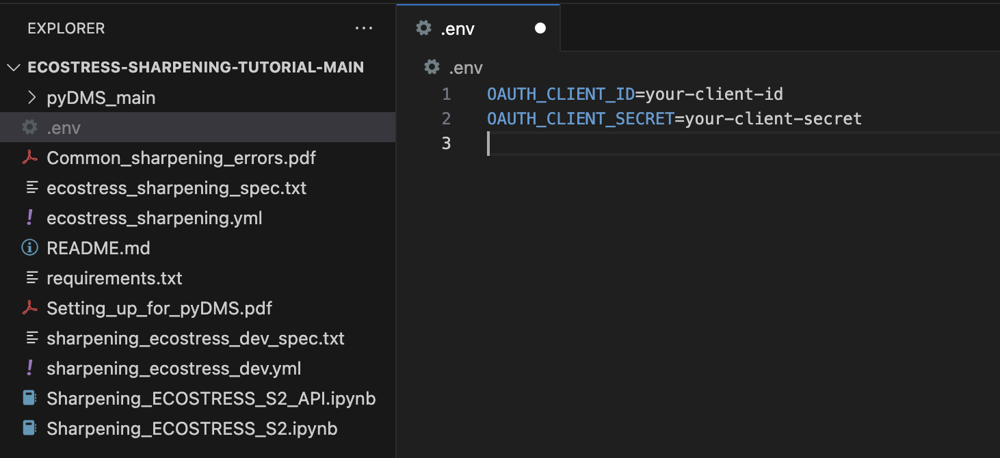 EXPLORER
ECOSTRESS-SHARPENING-TUTORIAL-MAIN
pyDMS_main
.env
Common_sharpening_errors.pdf
ecostress_sharpening_spec.txt
ecostress_sharpening.yml
README.md
requirements.txt
Setting_up_for_pyDMS.pdf
sharpening_ecostress_dev_spec.txt
sharpening_ecostress_dev.yml
Sharpening_ECOSTRESS_S2_API.ipynb
Sharpening_ECOSTRESS_S2.ipynb
.env
.env
1 OAUTH_CLIENT_ID=your-client-id
2 OAUTH_CLIENT_SECRET=your-client-secret
3